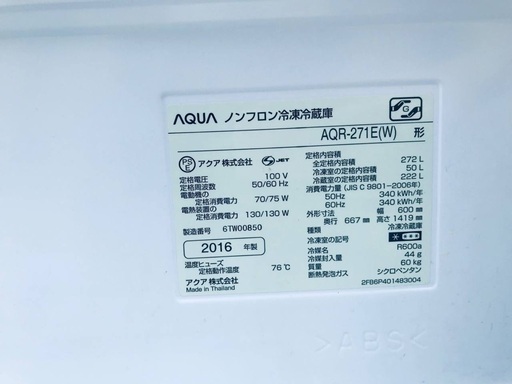 AQUA ノンフロン冷凍冷蔵庫
G
AQR-271E(W) 形
PS E アクア株式会社 S JET
定格電圧 100 V
定格周波数 50/60 Hz
電動機の
定格消費電力 70/75 W
電熱装置の
定格消費電力 130/130 W
製造番号 6TW00850
2016 年製
温度ヒューズ
定格動作温度 76℃
アクア株式会社
Made in Thailand
定格内容積
全定格内容積 272 L
冷凍室の定格内容積 50 L
冷蔵室の定格内容積 222 L
消費電力量 (JIS C 9801-2006年)
50Hz 340 kWh/年
60Hz 340 kWh/年
外形寸法 幅 600 mm
奥行 667 mm 高さ 1419 mm
種類 冷凍冷蔵庫
冷凍室の記号
冷媒 R600a
冷媒封入量 44 g
質量 60 kg
断熱発泡ガス シクロペンタン
2FB6P401483004
>ABS<